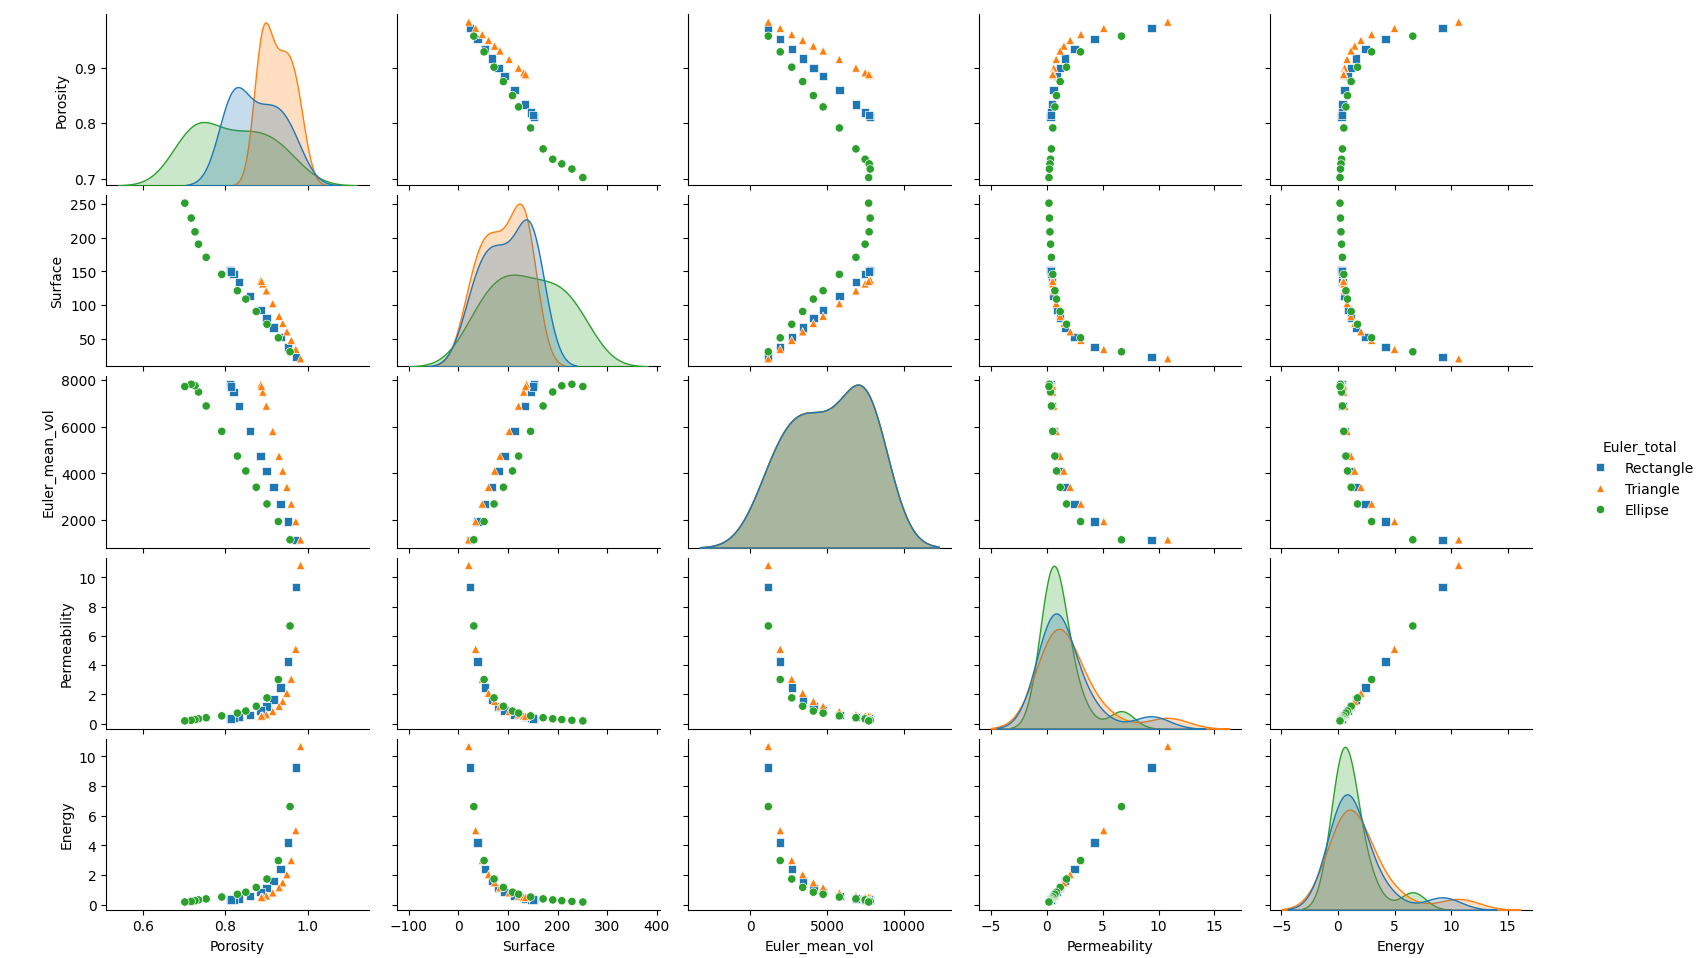 0.9
0.8
0.7
Porosity
250
200
150
100
50
Surface
8000
6000
4000
2000
Euler_mean_vol
Euler_total
Rectangle
Triangle
Ellipse
10
8
6
4
2
0
Permeability
10
8
6
4
2
0
Energy
0.6 0.8 1.0
−100 0 100 200 300 400
0 5000 10000
−5 0 5 10 15
−5 0 5 10 15
Porosity
Surface
Euler_mean_vol
Permeability
Energy